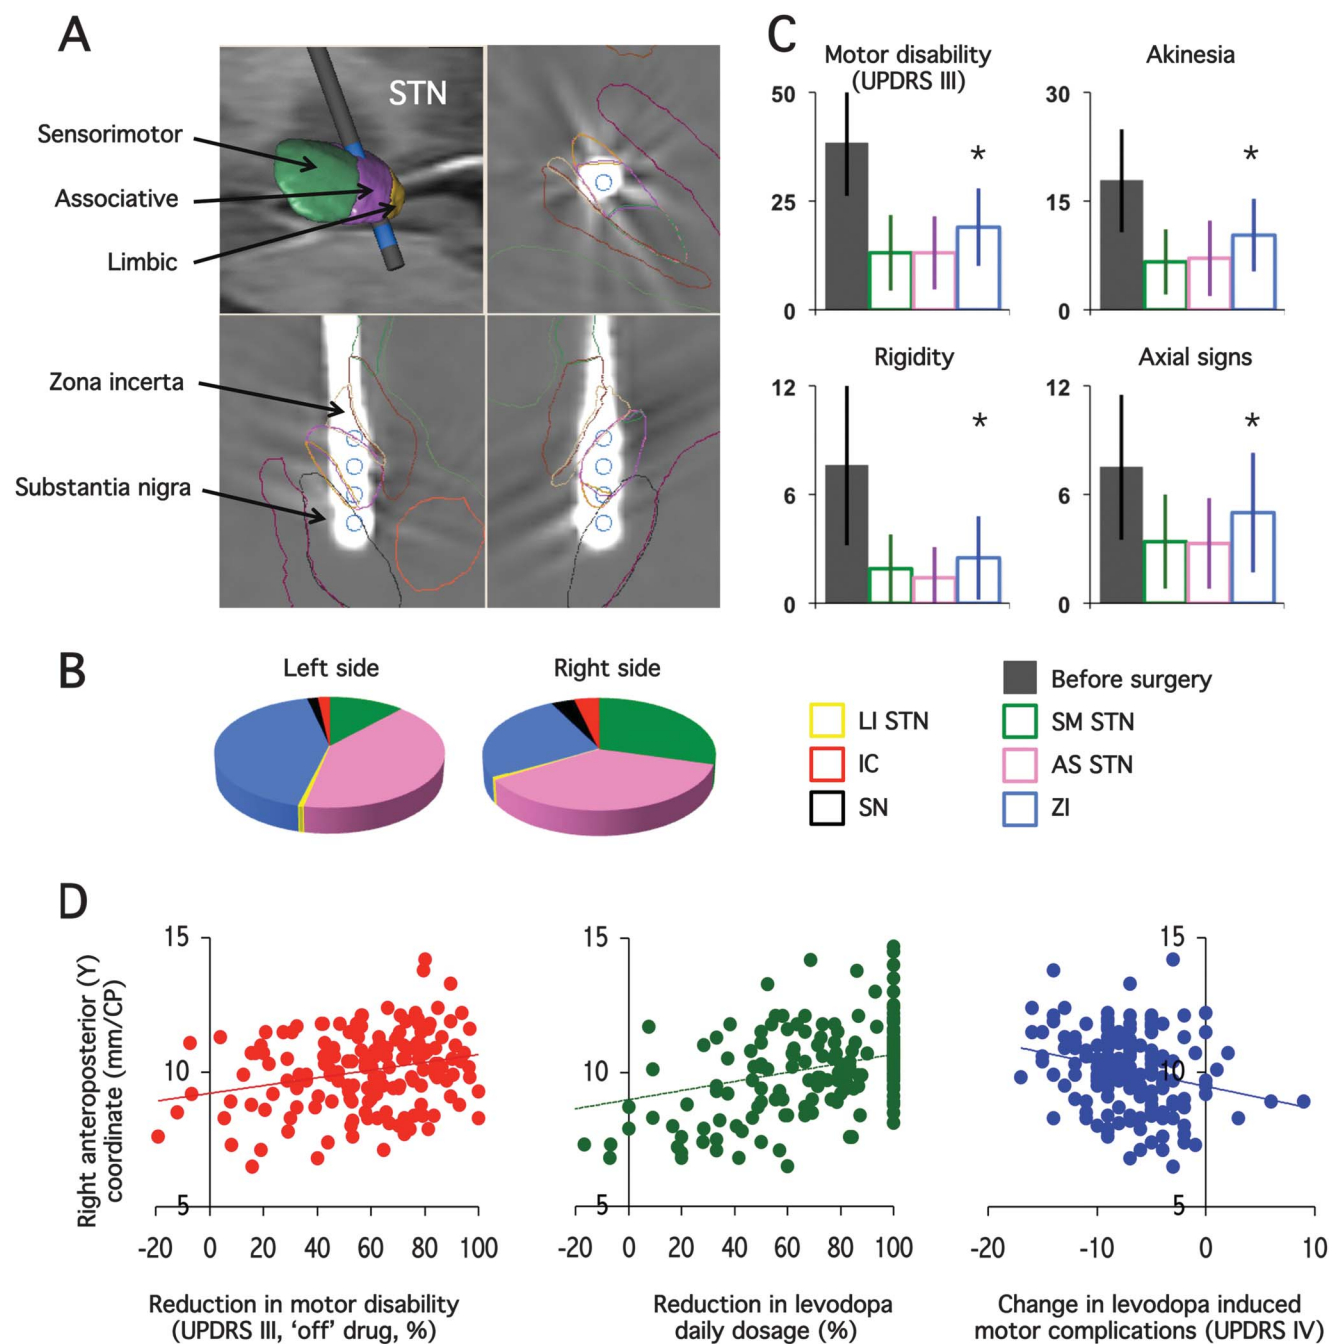 A
STN
Sensorimotor
Associative
Limbic
Zona incerta
Substantia nigra
C
Motor disability
(UPDRS III)
50
25
0
*
Akinesia
30
15
0
*
Rigidity
12
6
0
*
Axial signs
12
6
0
*
B
Left side
Right side
Before surgery
LI STN
SM STN
IC
AS STN
SN
ZI
D
Right anteroposterior (Y)
coordinate (mm/CP)
15
10
5
-20 0 20 40 60 80 100
Reduction in motor disability
(UPDRS III, ‘off’ drug, %)
15
10
5
-20 0 20 40 60 80 100
Reduction in levodopa
daily dosage (%)
15
10
5
-20 -10 0 10
Change in levodopa induced
motor complications (UPDRS IV)